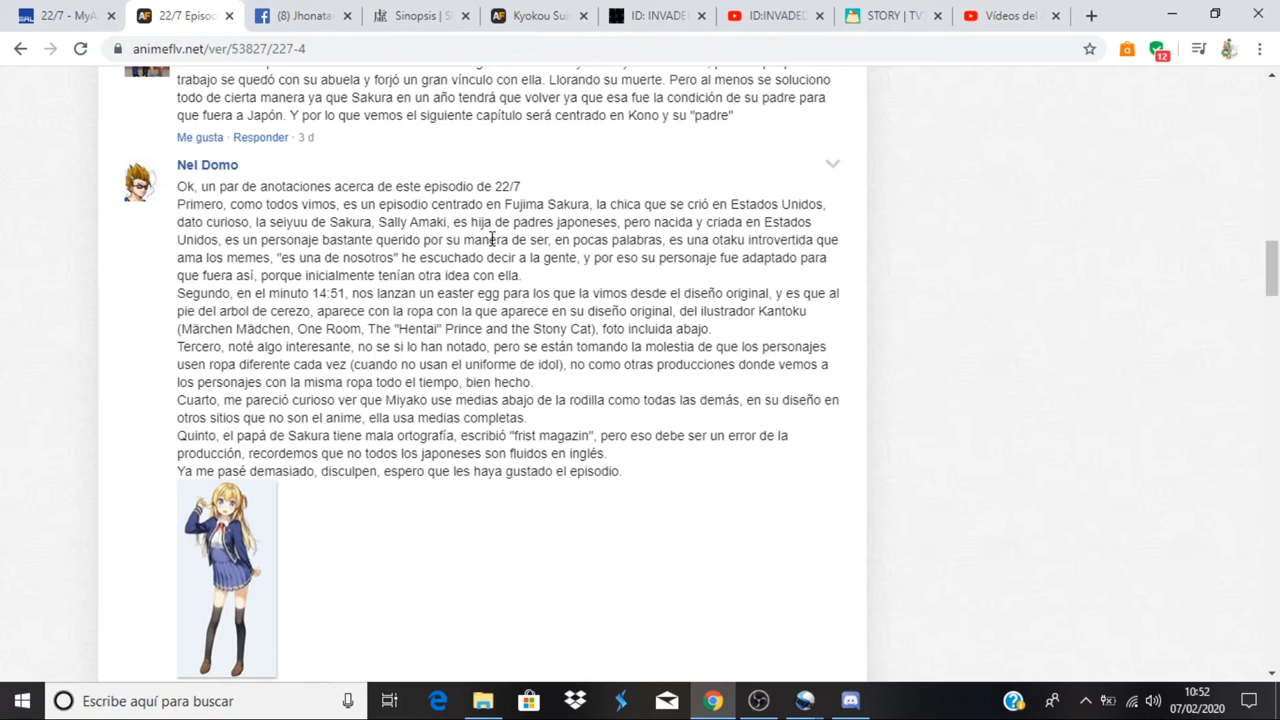 22/7 - MyA
22/7 Episo
(8) Jhonata
Sinopsis | S
Kyokou Sui
ID: INVADE
ID:INVADED
STORY | TV
Vídeos del
animeflv.net/ver/53827/227-4
12
trabajo se quedó con su abuela y forjó un gran vínculo con ella. Llorando su muerte. Pero al menos se soluciono
todo de cierta manera ya que Sakura en un año tendrá que volver ya que esa fue la condición de su padre para
que fuera a Japón. Y por lo que vemos el siguiente capítulo será centrado en Kono y su "padre"
Me gusta · Responder · 3 d
Nel Domo
Ok, un par de anotaciones acerca de este episodio de 22/7
Primero, como todos vimos, es un episodio centrado en Fujima Sakura, la chica que se crió en Estados Unidos,
dato curioso, la seiyuu de Sakura, Sally Amaki, es hija de padres japoneses, pero nacida y criada en Estados
Unidos, es un personaje bastante querido por su manera de ser, en pocas palabras, es una otaku introvertida que
ama los memes, "es una de nosotros" he escuchado decir a la gente, y por eso su personaje fue adaptado para
que fuera así, porque inicialmente tenían otra idea con ella.
Segundo, en el minuto 14:51, nos lanzan un easter egg para los que la vimos desde el diseño original, y es que al
pie del arbol de cerezo, aparece con la ropa con la que aparece en su diseño original, del ilustrador Kantoku
(Märchen Mädchen, One Room, The "Hentai" Prince and the Stony Cat), foto incluida abajo.
Tercero, noté algo interesante, no se si lo han notado, pero se están tomando la molestia de que los personajes
usen ropa diferente cada vez (cuando no usan el uniforme de idol), no como otras producciones donde vemos a
los personajes con la misma ropa todo el tiempo, bien hecho.
Cuarto, me pareció curioso ver que Miyako use medias abajo de la rodilla como todas las demás, en su diseño en
otros sitios que no son el anime, ella usa medias completas.
Quinto, el papá de Sakura tiene mala ortografía, escribió "frist magazin", pero eso debe ser un error de la
producción, recordemos que no todos los japoneses son fluidos en inglés.
Ya me pasé demasiado, disculpen, espero que les haya gustado el episodio.
Escribe aquí para buscar
10:52
07/02/2020